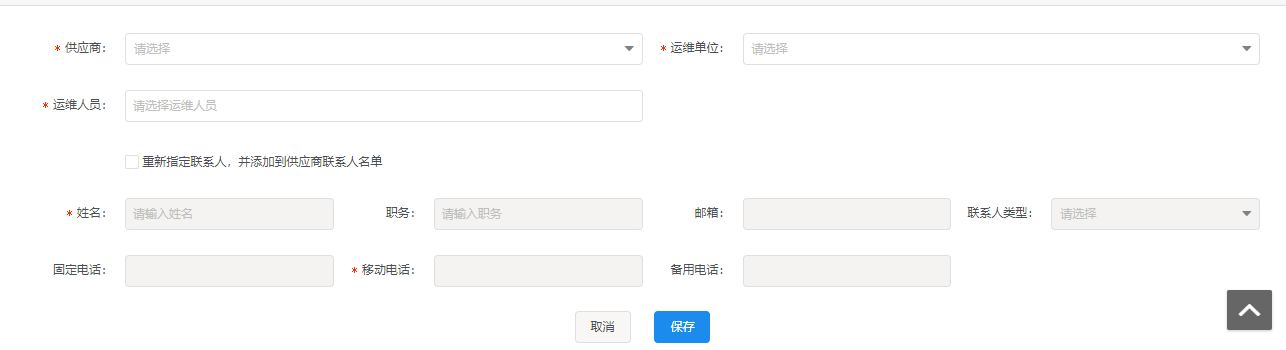 * 供应商： 请选择 * 运维单位： 请选择
* 运维人员： 请选择运维人员
重新指定联系人，并添加到供应商联系人名单
* 姓名： 请输入姓名 职务： 请输入职务 邮箱： 联系人类型： 请选择
固定电话： * 移动电话： 备用电话：
取消 保存